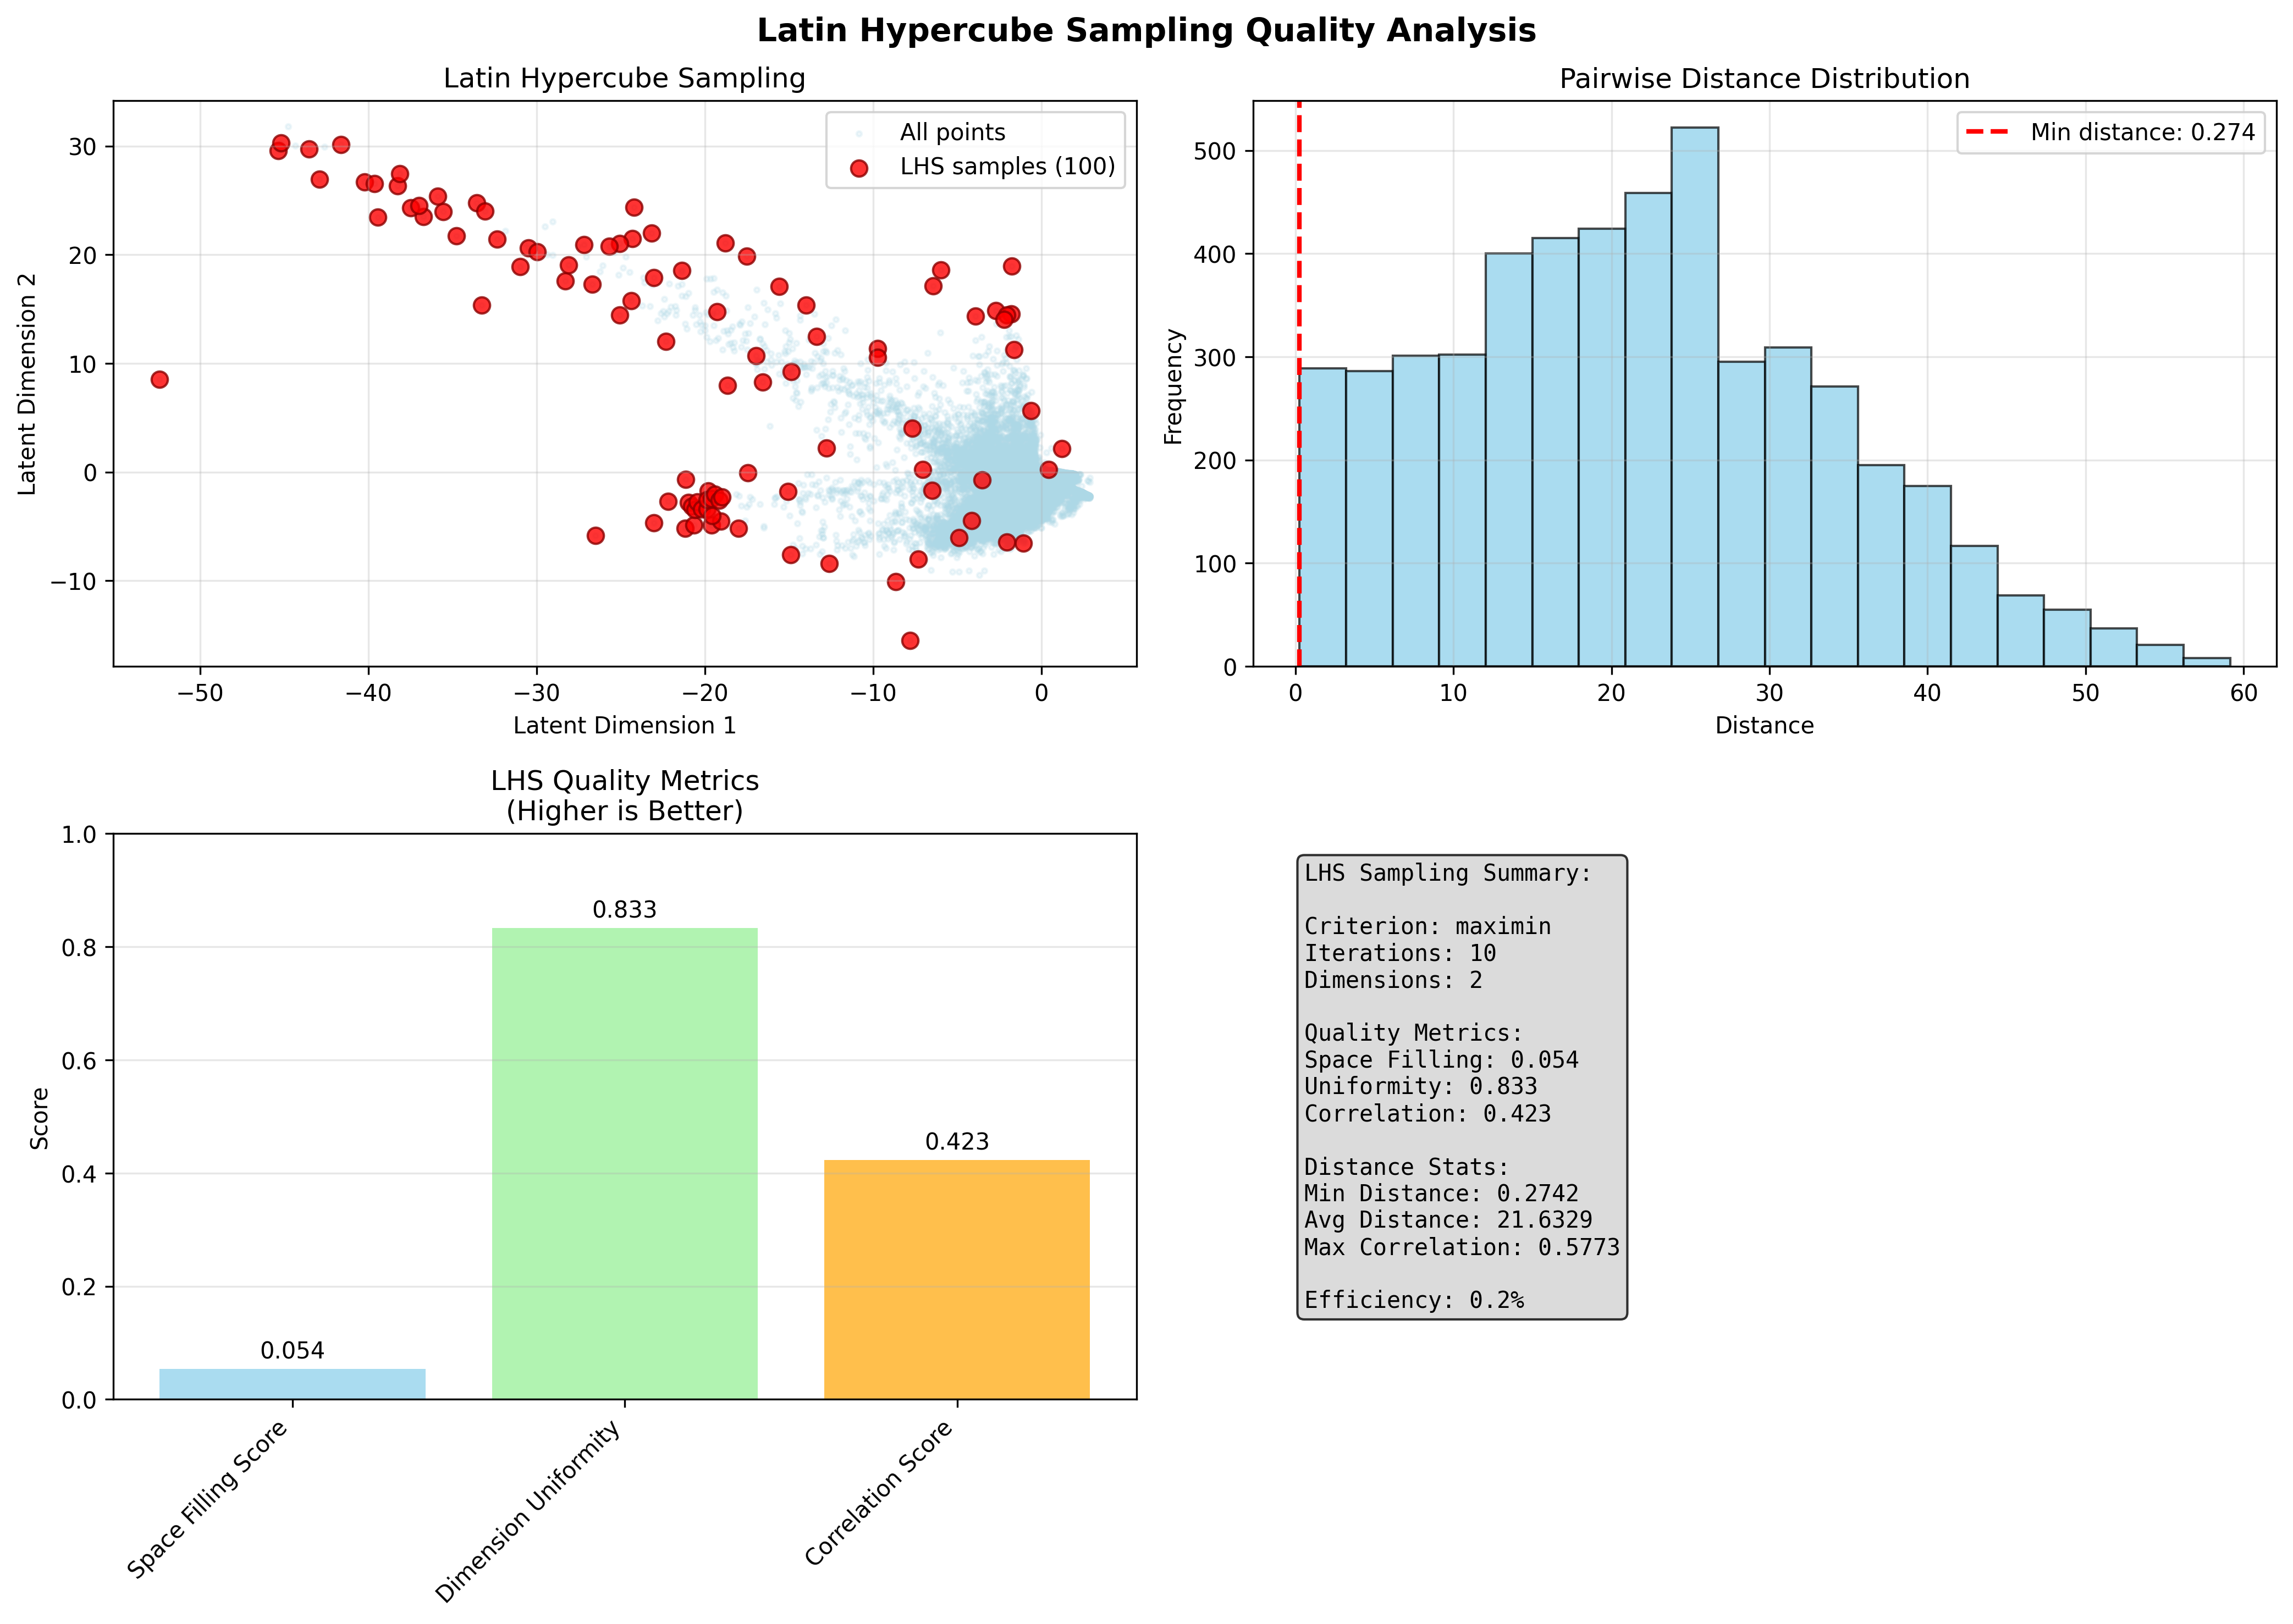 Latin Hypercube Sampling Quality Analysis
Latin Hypercube Sampling
All points
LHS samples (100)
30
20
10
0
−10
Latent Dimension 2
−50 −40 −30 −20 −10 0
Latent Dimension 1
Pairwise Distance Distribution
Min distance: 0.274
500
400
300
200
100
0
Frequency
0 10 20 30 40 50 60
Distance
LHS Quality Metrics
(Higher is Better)
1.0
0.8
0.6
0.4
0.2
0.0
Score
0.054
0.833
0.423
Space Filling Score
Dimension Uniformity
Correlation Score
LHS Sampling Summary:
Criterion: maximin
Iterations: 10
Dimensions: 2
Quality Metrics:
Space Filling: 0.054
Uniformity: 0.833
Correlation: 0.423
Distance Stats:
Min Distance: 0.2742
Avg Distance: 21.6329
Max Correlation: 0.5773
Efficiency: 0.2%